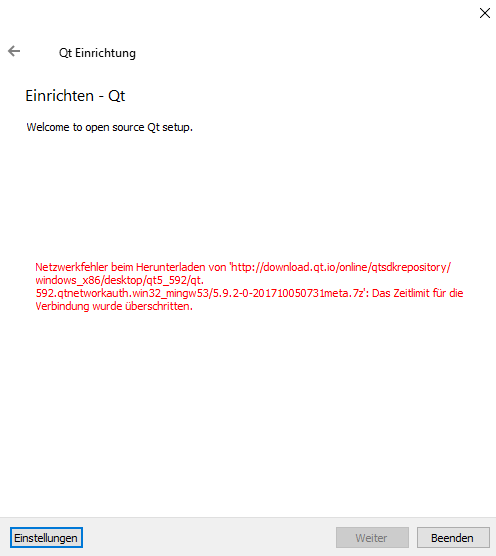 Qt Einrichtung
Einrichten - Qt
Welcome to open source Qt setup.
Netzwerkfehler beim Herunterladen von 'http://download.qt.io/online/qtsdkrepository/
windows_x86/desktop/qt5_592/qt.
592.qtnetworkauth.win32_mingw53/5.9.2-0-201710050731meta.7z': Das Zeitlimit für die
Verbindung wurde überschritten.
Einstellungen Weiter Beenden